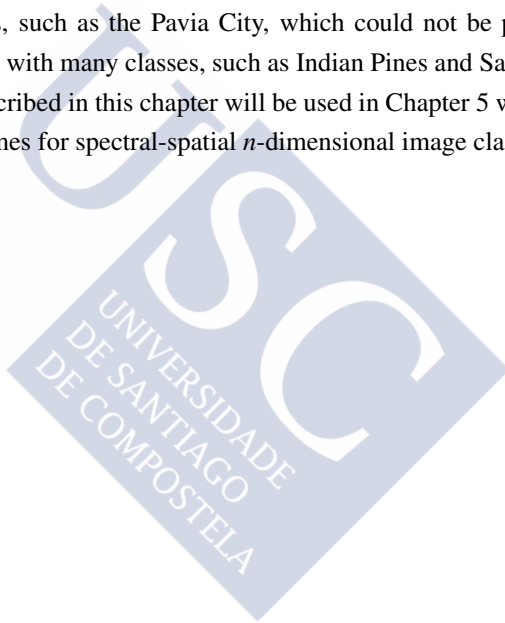 s, such as the Pavia City, which could not be p
with many classes, such as Indian Pines and Sa
cribed in this chapter will be used in Chapter 5 w
nes for spectral-spatial n-dimensional image cla
USC
UNIVERSIDADE
DE SANTIAGO
DE COMPOSTELA